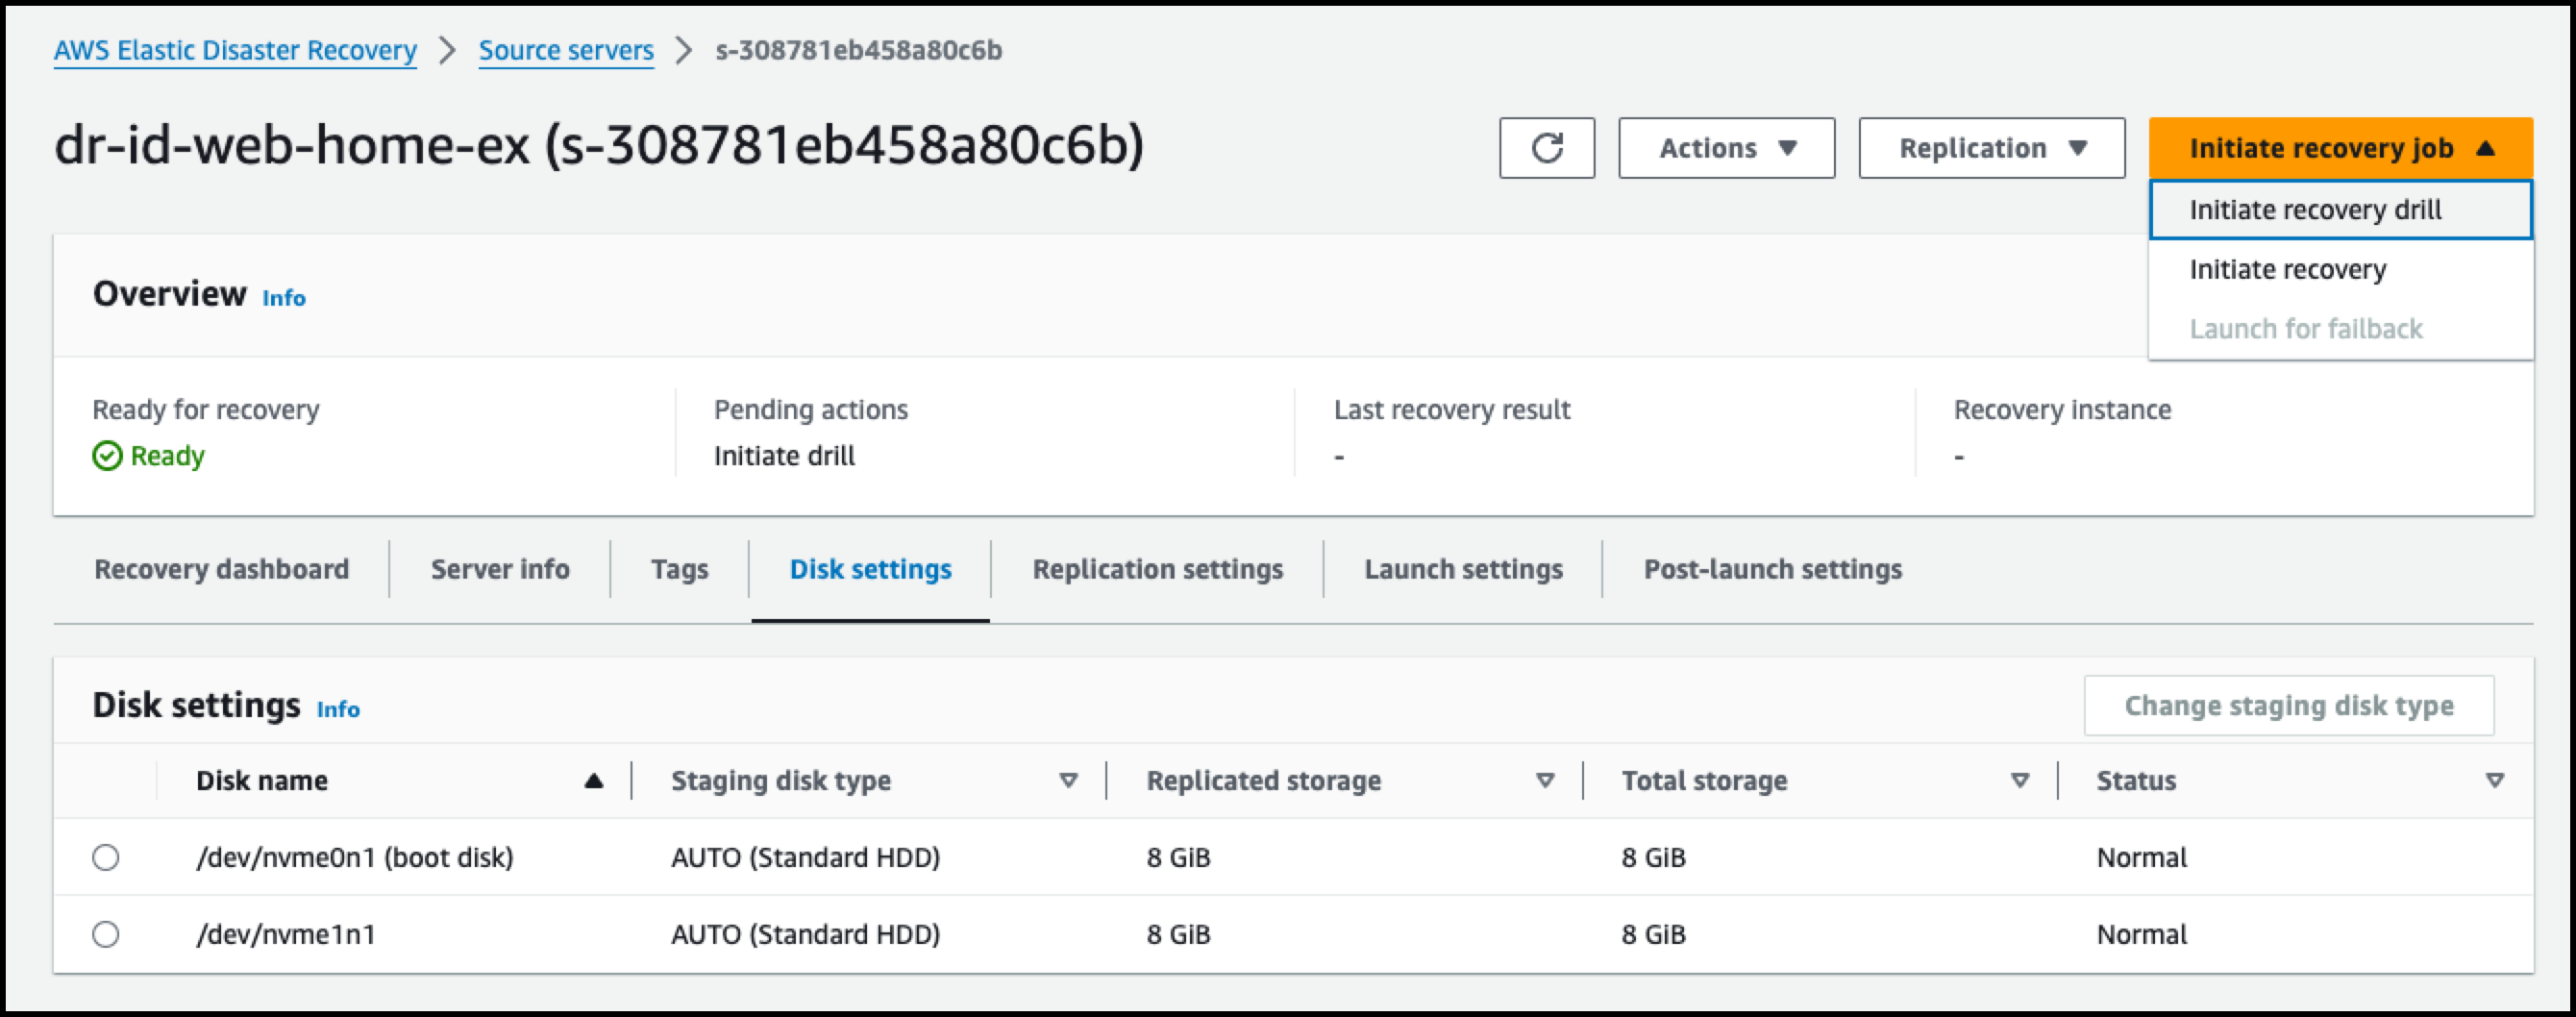 AWS Elastic Disaster Recovery > Source servers > s-308781eb458a80c6b
dr-id-web-home-ex (s-308781eb458a80c6b)
Actions
Replication
Initiate recovery job
Initiate recovery drill
Initiate recovery
Launch for failback
Overview Info
Ready for recovery
Ready
Pending actions
Initiate drill
Last recovery result
-
Recovery instance
-
Recovery dashboard
Server info
Tags
Disk settings
Replication settings
Launch settings
Post-launch settings
Disk settings Info
Change staging disk type
Disk name Staging disk type Replicated storage Total storage Status
/dev/nvme0n1 (boot disk) AUTO (Standard HDD) 8 GiB 8 GiB Normal
/dev/nvme1n1 AUTO (Standard HDD) 8 GiB 8 GiB Normal